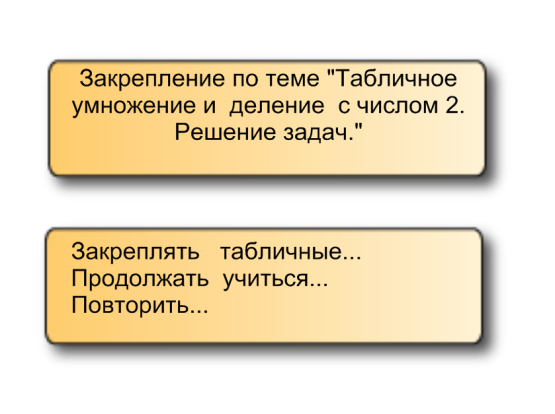 Закрепление по теме "Табличное
умножение и деление с числом 2.
Решение задач."
Закреплять табличные...
Продолжать учиться...
Повторить...